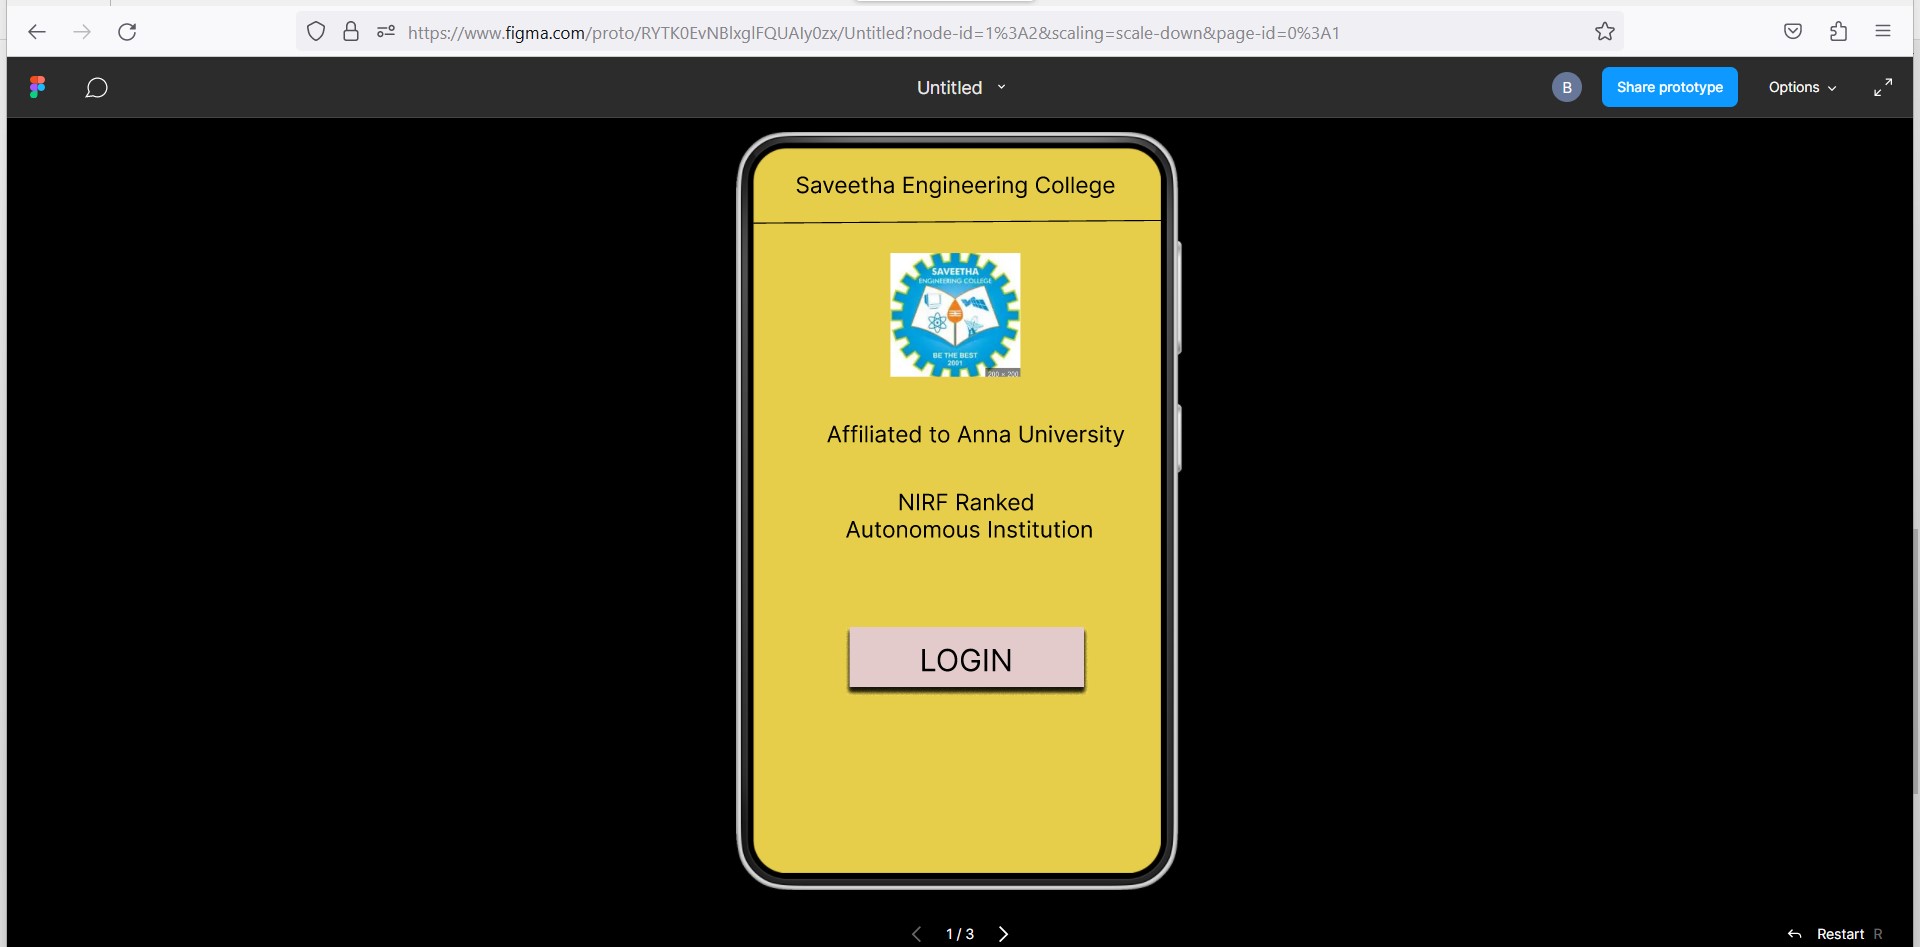 https://www.figma.com/proto/RYTK0EvNBlxglFQUAIy0zx/Untitled?node-id=1%3A2&scaling=scale-down&page-id=0%3A1
Untitled
B
Share prototype
Options
Saveetha Engineering College
SAVEETHA
ENGINEERING COLLEGE
BE THE BEST
2001
200 × 200
Affiliated to Anna University
NIRF Ranked
Autonomous Institution
LOGIN
1 / 3
Restart R